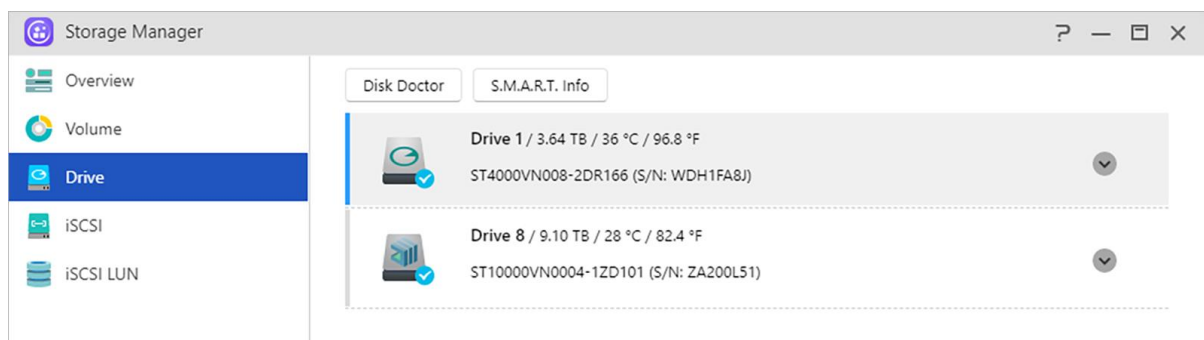 Storage Manager
Overview
Volume
Drive
iSCSI
iSCSI LUN
Disk Doctor
S.M.A.R.T. Info
Drive 1 / 3.64 TB / 36 °C / 96.8 °F
ST4000VN008-2DR166 (S/N: WDH1FA8J)
Drive 8 / 9.10 TB / 28 °C / 82.4 °F
ST10000VN0004-1ZD101 (S/N: ZA200L51)